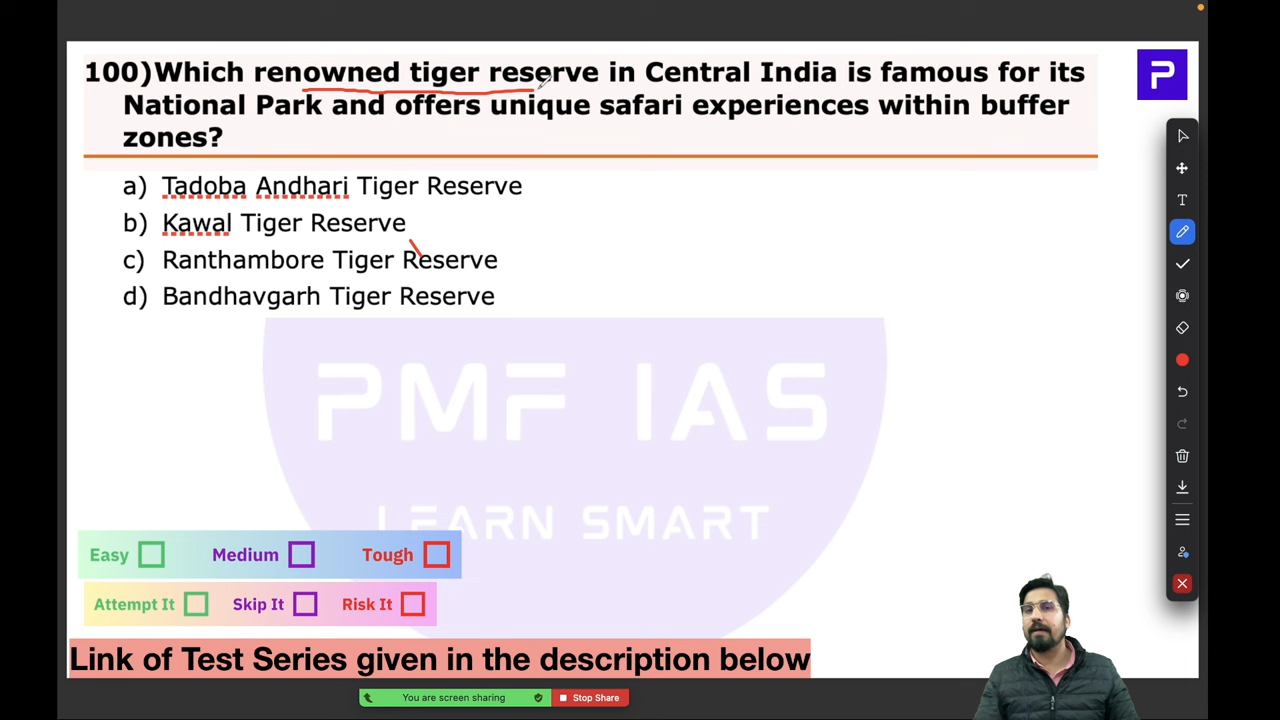 100)Which renowned tiger reserve in Central India is famous for its
National Park and offers unique safari experiences within buffer
zones?
a) Tadoba Andhari Tiger Reserve
b) Kawal Tiger Reserve
c) Ranthambore Tiger Reserve
d) Bandhavgarh Tiger Reserve
PMF IAS
LEARN SMART
Easy Medium Tough
Attempt It Skip It Risk It
Link of Test Series given in the description below
You are screen sharing Stop Share
P
T